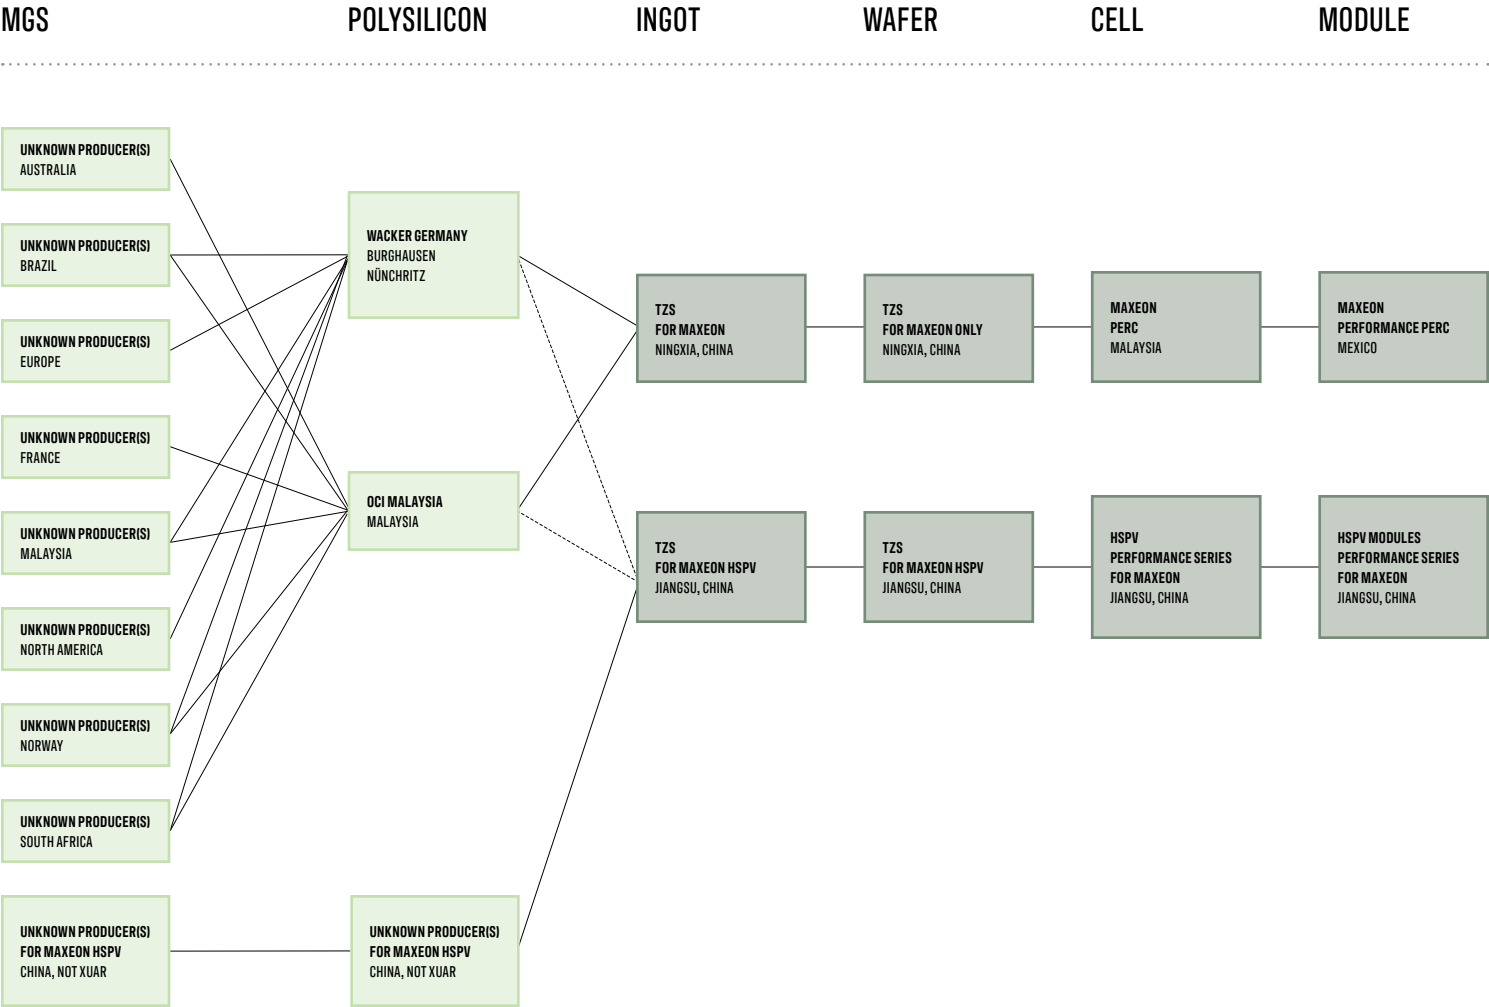 MGS
POLYSILICON
INGOT
WAFER
CELL
MODULE
UNKNOWN PRODUCER(S)
AUSTRALIA
UNKNOWN PRODUCER(S)
BRAZIL
UNKNOWN PRODUCER(S)
EUROPE
UNKNOWN PRODUCER(S)
FRANCE
UNKNOWN PRODUCER(S)
MALAYSIA
UNKNOWN PRODUCER(S)
NORTH AMERICA
UNKNOWN PRODUCER(S)
NORWAY
UNKNOWN PRODUCER(S)
SOUTH AFRICA
UNKNOWN PRODUCER(S)
FOR MAXEON HSPV
CHINA, NOT XUAR
WACKER GERMANY
BURGHAUSEN
NÜNCHRITZ
OCI MALAYSIA
MALAYSIA
UNKNOWN PRODUCER(S)
FOR MAXEON HSPV
CHINA, NOT XUAR
TZS
FOR MAXEON
NINGXIA, CHINA
TZS
FOR MAXEON HSPV
JIANGSU, CHINA
TZS
FOR MAXEON ONLY
NINGXIA, CHINA
TZS
FOR MAXEON HSPV
JIANGSU, CHINA
MAXEON
PERC
MALAYSIA
HSPV
PERFORMANCE SERIES
FOR MAXEON
JIANGSU, CHINA
MAXEON
PERFORMANCE PERC
MEXICO
HSPV MODULES
PERFORMANCE SERIES
FOR MAXEON
JIANGSU, CHINA